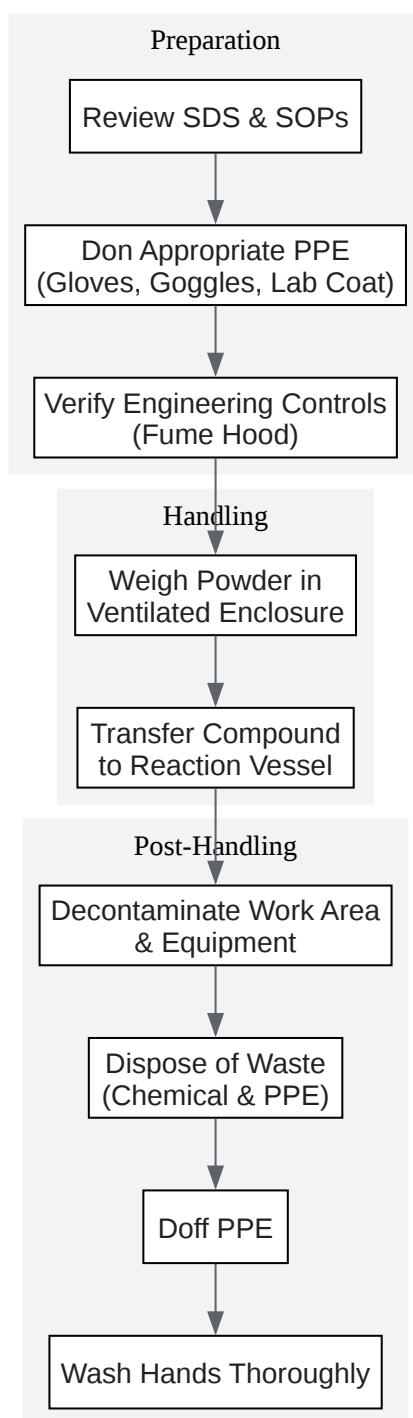 Preparation
Review SDS & SOPs
Don Appropriate PPE
(Gloves, Goggles, Lab Coat)
Verify Engineering Controls
(Fume Hood)
Handling
Weigh Powder in
Ventilated Enclosure
Transfer Compound
to Reaction Vessel
Post-Handling
Decontaminate Work Area
& Equipment
Dispose of Waste
(Chemical & PPE)
Doff PPE
Wash Hands Thoroughly